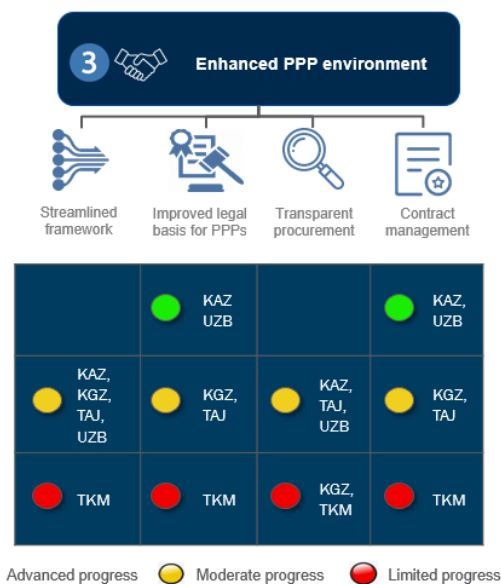 3
Enhanced PPP environment
Streamlined
framework
Improved legal
basis for PPPs
Transparent
procurement
Contract
management
KAZ
UZB
KAZ,
UZB
KAZ,
KGZ,
TAJ,
UZB
KGZ,
TAJ
KAZ,
TAJ,
UZB
KGZ,
TAJ
TKM
TKM
KGZ,
TKM
TKM
Advanced progress
Moderate progress
Limited progress